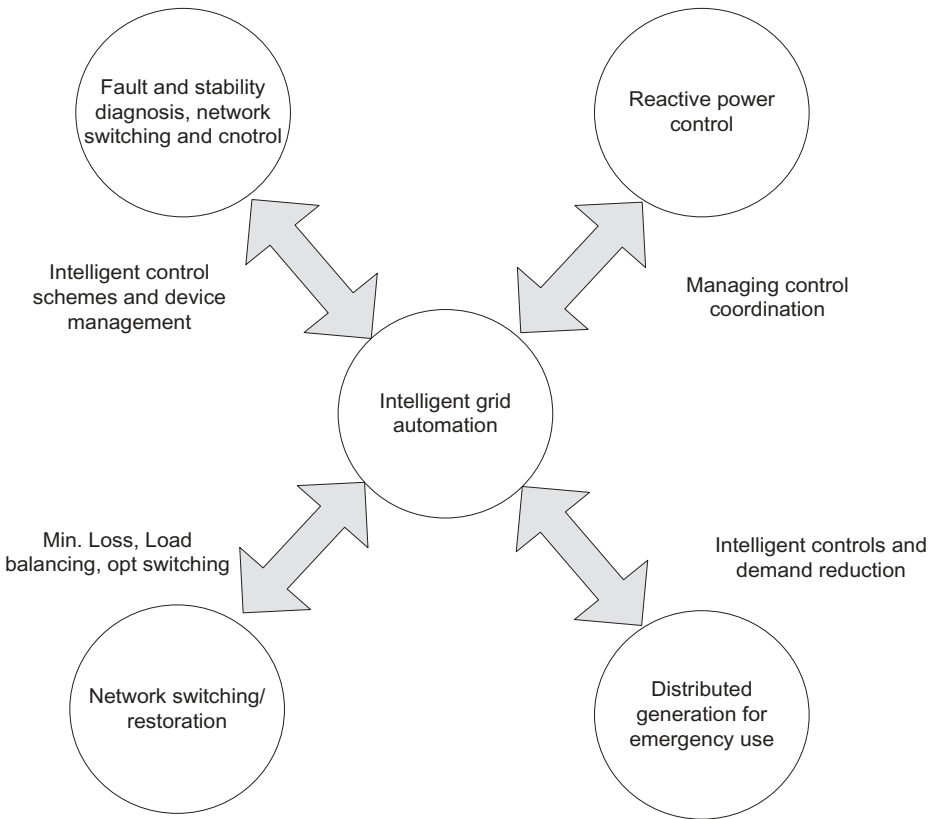 Fault and stability
diagnosis, network
switching and cnotrol
Reactive power
control
Intelligent control
schemes and device
management
Managing control
coordination
Intelligent grid
automation
Min. Loss, Load
balancing, opt switching
Intelligent controls and
demand reduction
Network switching/
restoration
Distributed
generation for
emergency use